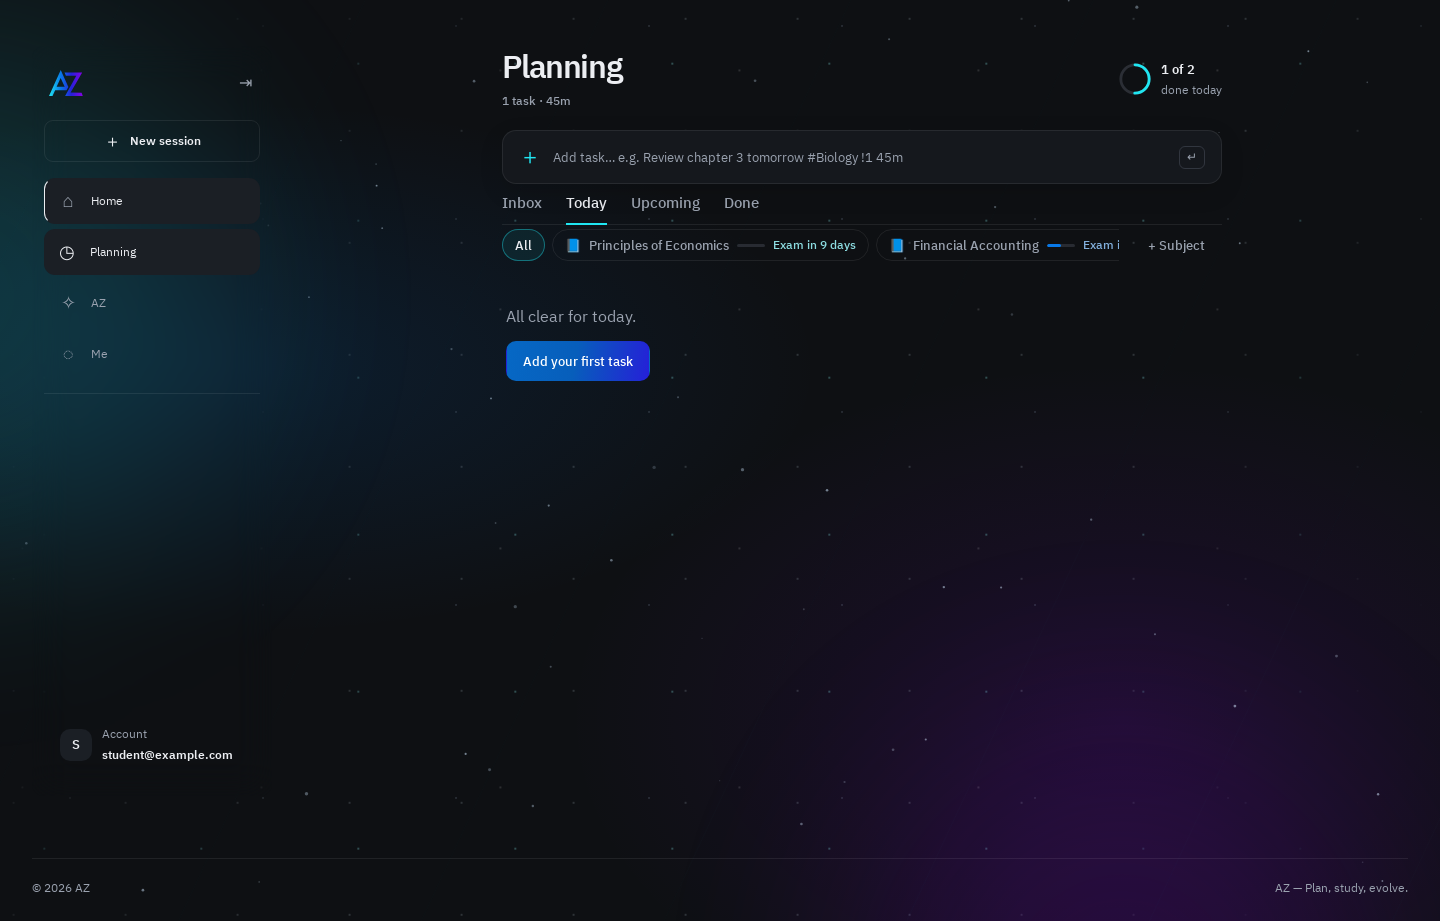 AZ
⇥
+ New session
Home
Planning
AZ
Me
S
Account
student@example.com
Planning
1 task · 45m
1 of 2
done today
+ Add task... e.g. Review chapter 3 tomorrow #Biology !1 45m ↵
Inbox Today Upcoming Done
All Principles of Economics Exam in 9 days Financial Accounting Exam i + Subject
All clear for today.
Add your first task
© 2026 AZ
AZ — Plan, study, evolve.